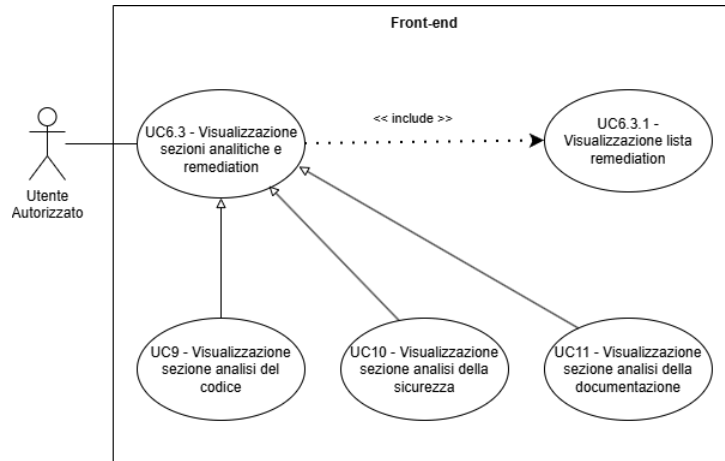 Front-end
UC6.3 - Visualizzazione
sezioni analitiche e
remediation
<< include >>
UC6.3.1 -
Visualizzazione lista
remediation
Utente
Autorizzato
UC9 - Visualizzazione
sezione analisi del
codice
UC10 - Visualizzazione
sezione analisi della
sicurezza
UC11 - Visualizzazione
sezione analisi della
documentazione